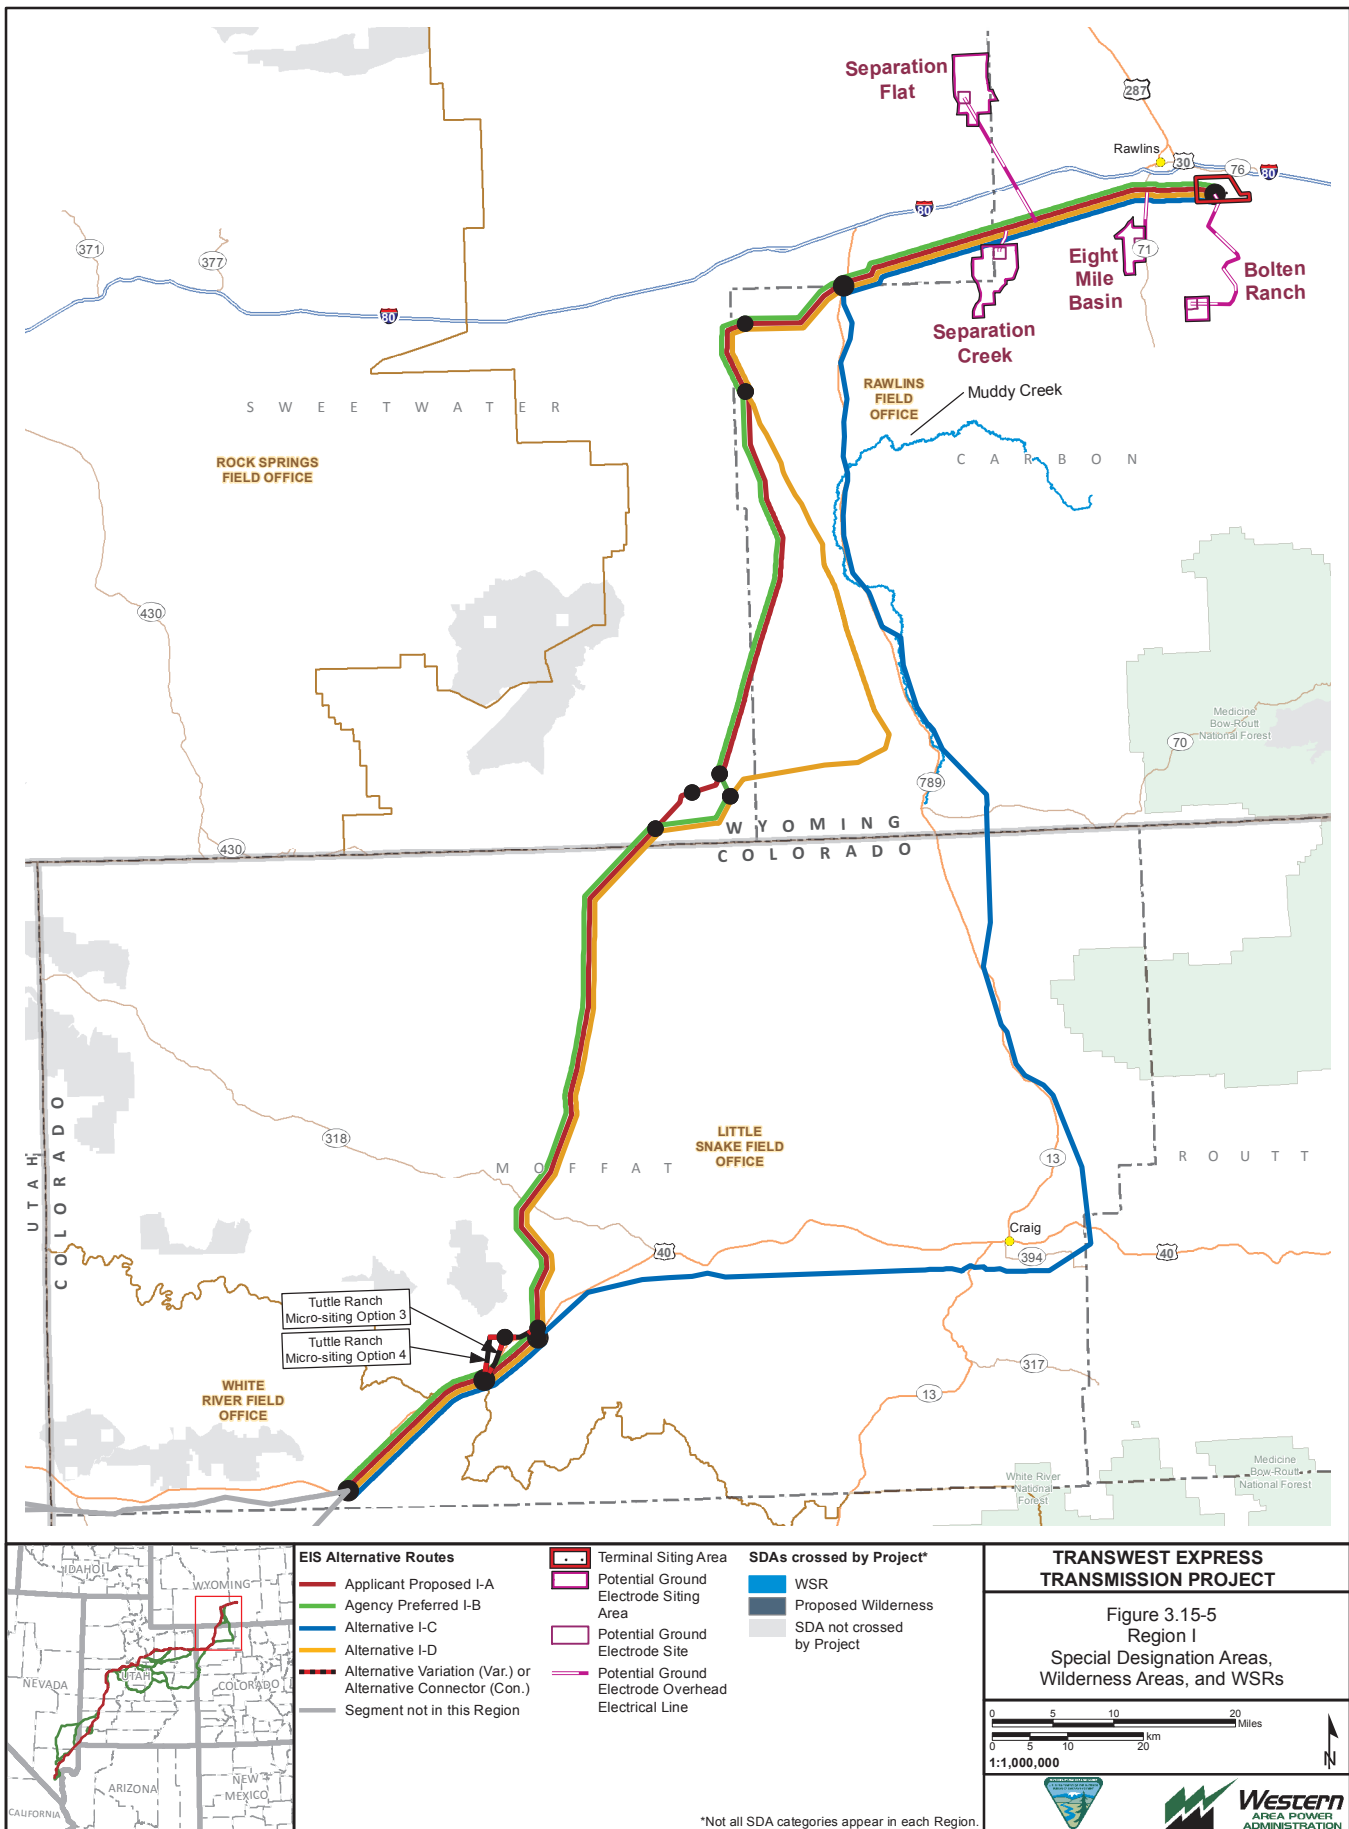 Separation
Flat
287
Rawlins
30
76
80
80
371
377
80
71
Eight
Mile
Basin
Bolten
Ranch
Separation
Creek
RAWLINS
FIELD
OFFICE
Muddy Creek
SWEETWATER
CARBON
ROCK SPRINGS
FIELD OFFICE
430
Medicine
Bow-Routt
National Forest
70
789
430
WYOMING
COLORADO
UTAH
COLORADO
318
LITTLE
SNAKE FIELD
OFFICE
MOFFAT
13
ROUTT
Craig
40
394
40
Tuttle Ranch
Micro-siting Option 3
Tuttle Ranch
Micro-siting Option 4
317
13
WHITE
RIVER FIELD
OFFICE
White River
National
Forest
Medicine
Bow-Routt
National Forest
IDAHO
WYOMING
NEVADA
UTAH
COLORADO
ARIZONA
NEW
MEXICO
CALIFORNIA
EIS Alternative Routes
Applicant Proposed I-A
Agency Preferred I-B
Alternative I-C
Alternative I-D
Alternative Variation (Var.) or
Alternative Connector (Con.)
Segment not in this Region
Terminal Siting Area
Potential Ground
Electrode Siting
Area
Potential Ground
Electrode Site
Potential Ground
Electrode Overhead
Electrical Line
SDAs crossed by Project*
WSR
Proposed Wilderness
SDA not crossed
by Project
*Not all SDA categories appear in each Region.
TRANSWEST EXPRESS
TRANSMISSION PROJECT
Figure 3.15-5
Region I
Special Designation Areas,
Wilderness Areas, and WSRs
0 5 10 20
Miles
0 5 10 20
km
1:1,000,000
N
Western
AREA POWER
ADMINISTRATION